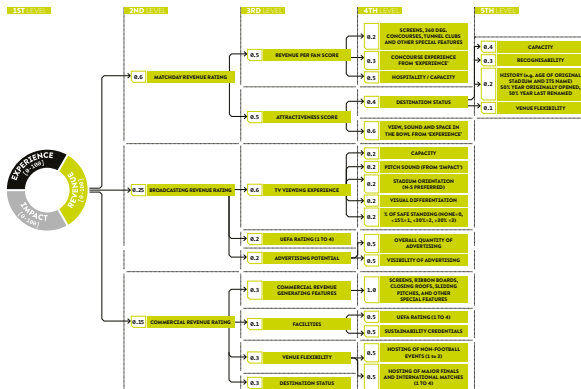 1ST LEVEL
2ND LEVEL
3RD LEVEL
4TH LEVEL
5TH LEVEL
EXPERIENCE
[0-100]
IMPACT
[0-100]
REVENUE
[0-100]
0.6 MATCHDAY REVENUE RATING
0.25 BROADCASTING REVENUE RATING
0.15 COMMERCIAL REVENUE RATING
0.5 REVENUE PER FAN SCORE
0.5 ATTRACTIVENESS SCORE
0.6 TV VIEWING EXPERIENCE
0.2 UEFA RATING (1 TO 4)
0.2 ADVERTISING POTENTIAL
0.3 COMMERCIAL REVENUE
GENERATING FEATURES
0.1 FACILITIES
0.3 VENUE FLEXIBILITY
0.3 DESTINATION STATUS
0.2 SCREENS, 360 DEG.
CONCOURSES, TUNNEL CLUBS
AND OTHER SPECIAL FEATURES
0.3 CONCOURSE EXPERIENCE
FROM 'EXPERIENCE'
0.5 HOSPITALITY / CAPACITY
0.4 DESTINATION STATUS
0.6 VIEW, SOUND AND SPACE IN
THE BOWL FROM 'EXPERIENCE'
0.2 CAPACITY
0.2 PITCH SOUND (FROM 'IMPACT')
0.2 STADIUM ORIENTATION
(N-S PREFERRED)
0.2 VISUAL DIFFERENTIATION
0.2 % OF SAFE STANDING (NONE=0,
<15%=1, <30%=2, >30% =3)
0.5 OVERALL QUANTITY OF
ADVERTISING
0.5 VISIBILITY OF ADVERTISING
1.0 SCREENS, RIBBON BOARDS,
CLOSING ROOFS, SLIDING
PITCHES, AND OTHER
SPECIAL FEATURES
0.5 UEFA RATING (1 TO 4)
0.5 SUSTAINABILITY CREDENTIALS
0.5 HOSTING OF NON-FOOTBALL
EVENTS (1 to 3)
0.5 HOSTING OF MAJOR FINALS
AND INTERNATIONAL MATCHES
(1 TO 4)
0.4 CAPACITY
0.3 RECOGNISABILITY
0.2 HISTORY (e.g. AGE OF ORIGINAL
STADIUM AND ITS NAME)
50% YEAR ORIGINALLY OPENED,
50% YEAR LAST RENAMED
0.1 VENUE FLEXIBILITY